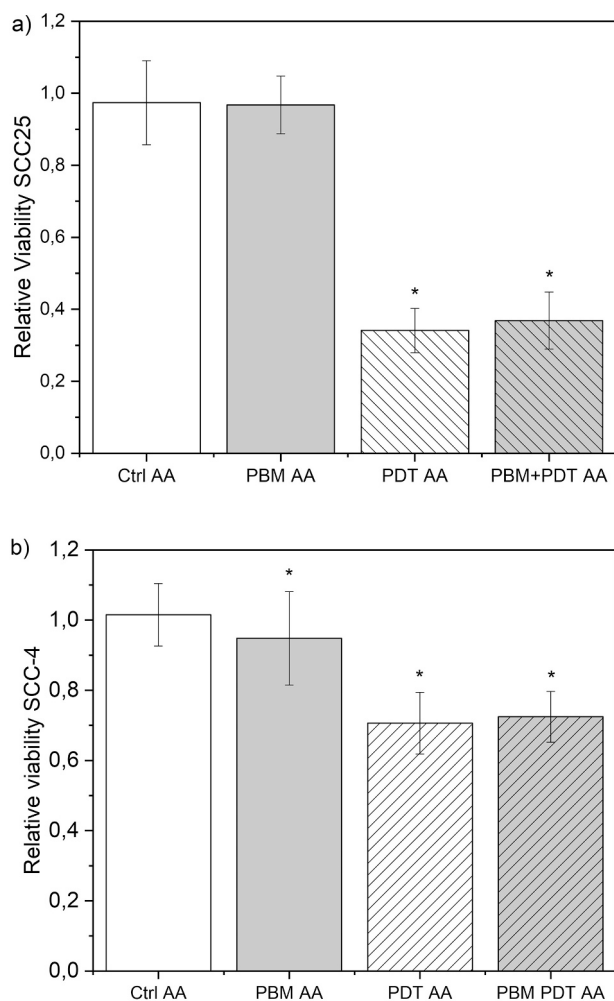 a)
1,2
1,0
0,8
0,6
0,4
0,2
0,0
Relative Viability SCC25
*
*
Ctrl AA
PBM AA
PDT AA
PBM+PDT AA
b)
1,2
1,0
0,8
0,6
0,4
0,2
0,0
Relative viability SCC-4
*
*
*
Ctrl AA
PBM AA
PDT AA
PBM PDT AA